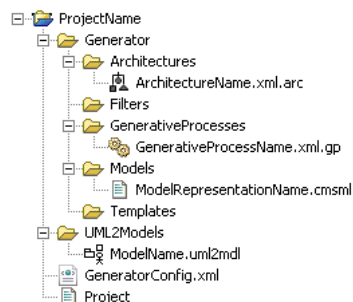 ProjectName
Generator
Architectures
ArchitectureName.xml.arc
Filters
GenerativeProcesses
GenerativeProcessName.xml.gp
Models
ModelRepresentationName.cmsml
Templates
UML2Models
ModelName.uml2mdl
GeneratorConfig.xml
Project